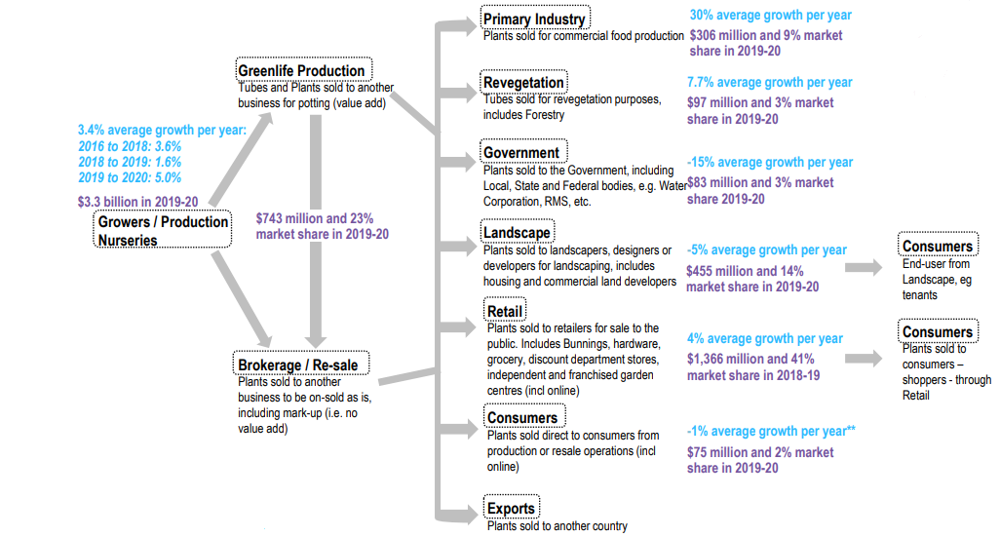 3.4% average growth per year:
2016 to 2018: 3.6%
2018 to 2019: 1.6%
2019 to 2020: 5.0%
$3.3 billion in 2019-20
Growers / Production
Nurseries
Greenlife Production
Tubes and Plants sold to another
business for potting (value add)
$743 million and 23%
market share in 2019-20
Brokerage / Re-sale
Plants sold to another
business to be on-sold as is,
including mark-up (i.e. no
value add)
Primary Industry
Plants sold for commercial food production
30% average growth per year
$306 million and 9% market
share in 2019-20
Revegetation
Tubes sold for revegetation purposes,
includes Forestry
7.7% average growth per year
$97 million and 3% market
share in 2019-20
Government
Plants sold to the Government, including
Local, State and Federal bodies, e.g. Water
Corporation, RMS, etc.
-15% average growth per year
$83 million and 3% market
share 2019-20
Landscape
Plants sold to landscapers, designers or
developers for landscaping, includes
housing and commercial land developers
-5% average growth per year
$455 million and 14%
market share in 2019-20
Consumers
End-user from
Landscape, eg
tenants
Retail
Plants sold to retailers for sale to the
public. Includes Bunnings, hardware,
grocery, discount department stores,
independent and franchised garden
centres (incl online)
4% average growth per year
$1,366 million and 41%
market share in 2018-19
Consumers
Plants sold to
consumers –
shoppers - through
Retail
Consumers
Plants sold direct to consumers from
production or resale operations (incl
online)
-1% average growth per year**
$75 million and 2% market
share in 2019-20
Exports
Plants sold to another country